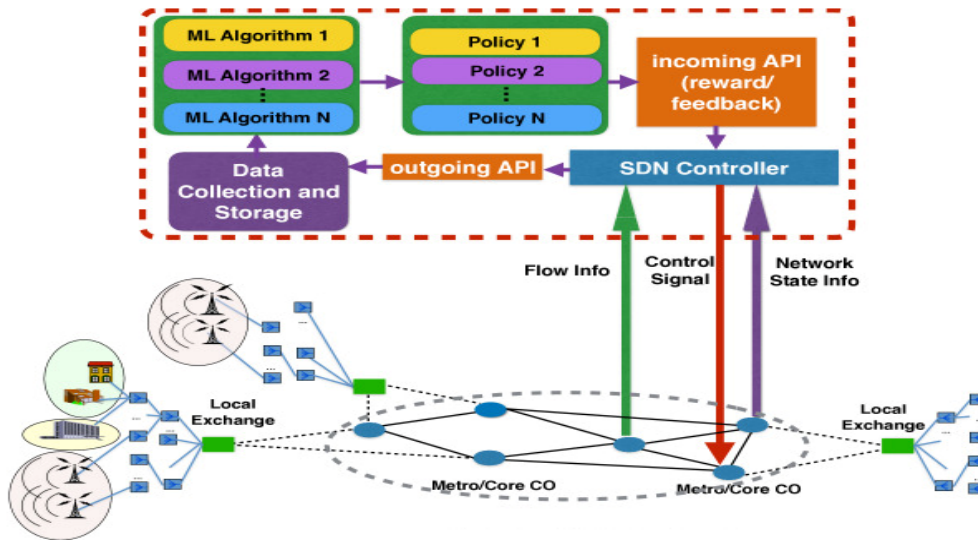 ML Algorithm 1
ML Algorithm 2
ML Algorithm N
Policy 1
Policy 2
Policy N
incoming API
(reward/
feedback)
Data
Collection and
Storage
outgoing API
SDN Controller
Flow Info
Control
Signal
Network
State Info
Local
Exchange
Local
Exchange
Metro/Core CO
Metro/Core CO